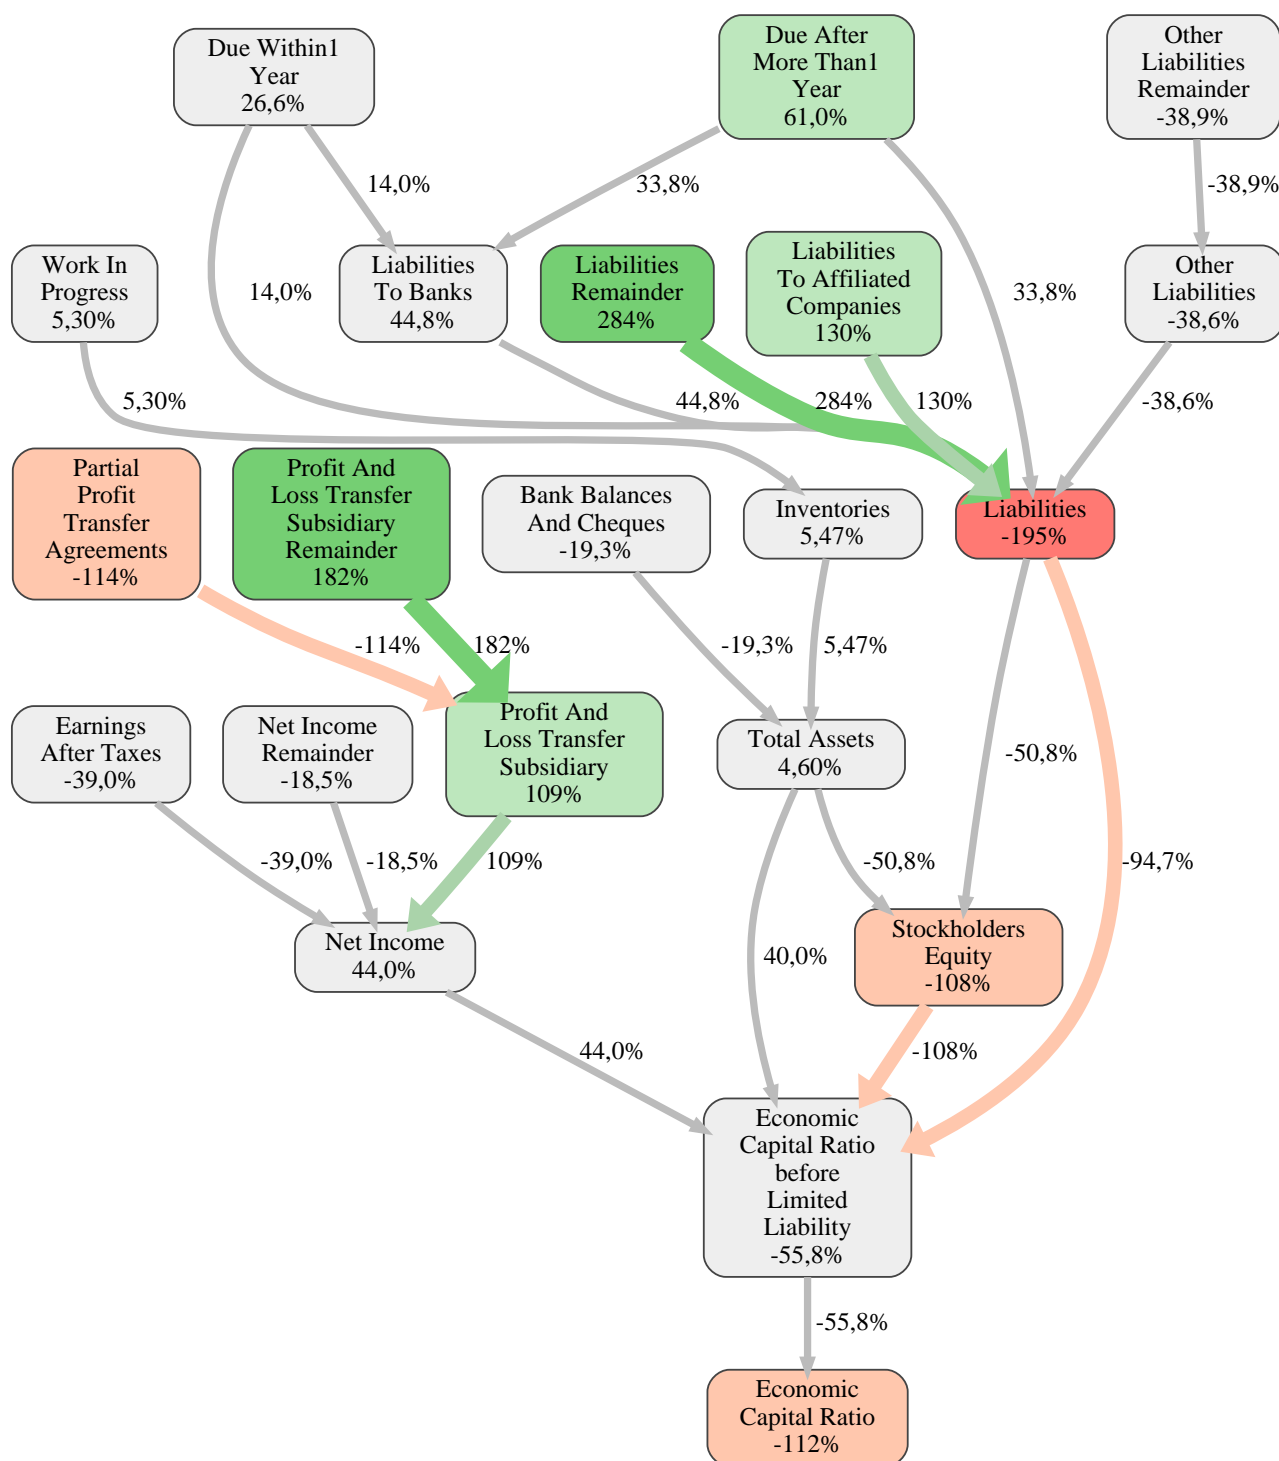 Due Within1
Year
26,6%
Due After
More Than1
Year
61,0%
Other
Liabilities
Remainder
-38,9%
14,0%
33,8%
-38,9%
Work In
Progress
5,30%
Liabilities
To Banks
44,8%
Liabilities
Remainder
284%
Liabilities
To Affiliated
Companies
130%
Other
Liabilities
-38,6%
14,0%
33,8%
5,30%
44,8%
284%
130%
-38,6%
Partial
Profit
Transfer
Agreements
-114%
Profit And
Loss Transfer
Subsidiary
Remainder
182%
Bank Balances
And Cheques
-19,3%
Inventories
5,47%
Liabilities
-195%
-114%
182%
-19,3%
5,47%
-50,8%
-94,7%
Earnings
After Taxes
-39,0%
Net Income
Remainder
-18,5%
Profit And
Loss Transfer
Subsidiary
109%
Total Assets
4,60%
-39,0%
-18,5%
109%
-50,8%
40,0%
Net Income
44,0%
Stockholders
Equity
-108%
44,0%
-108%
Economic
Capital Ratio
before
Limited
Liability
-55,8%
-55,8%
Economic
Capital Ratio
-112%